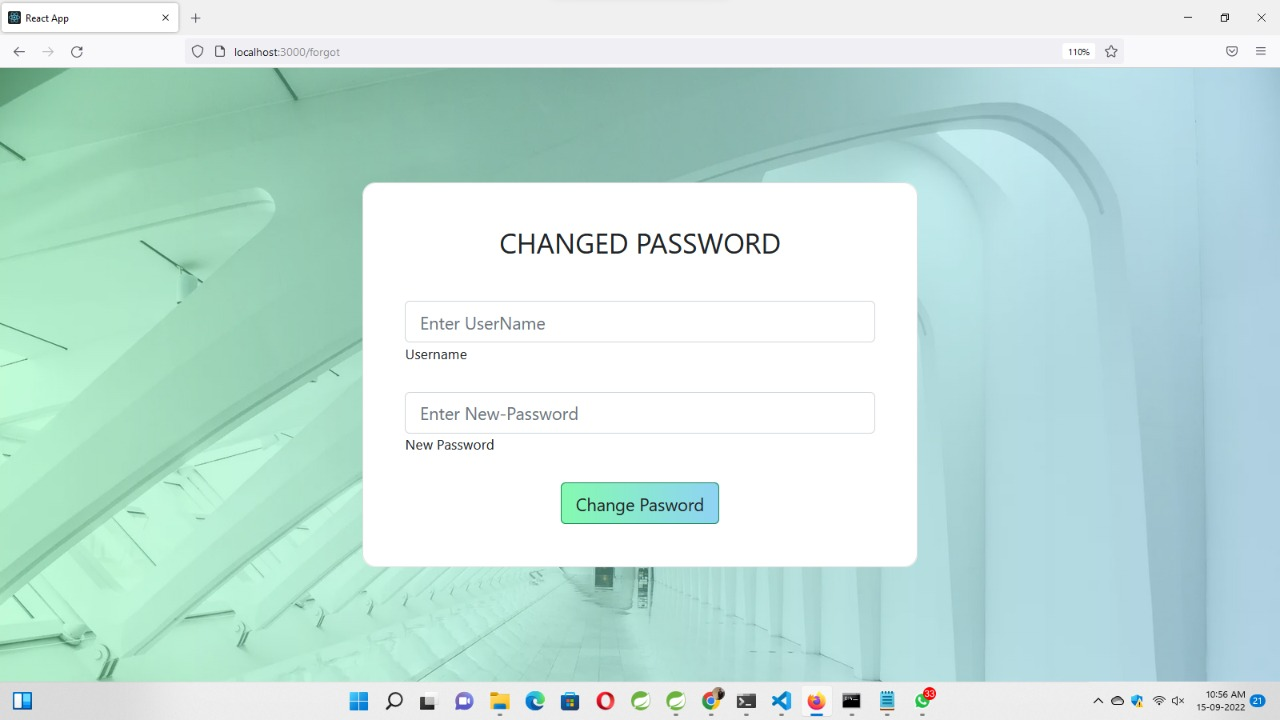 React App
localhost:3000/forgot
110%
CHANGED PASSWORD
Enter UserName
Username
Enter New-Password
New Password
Change Pasword
33
10:56 AM
15-09-2022
21